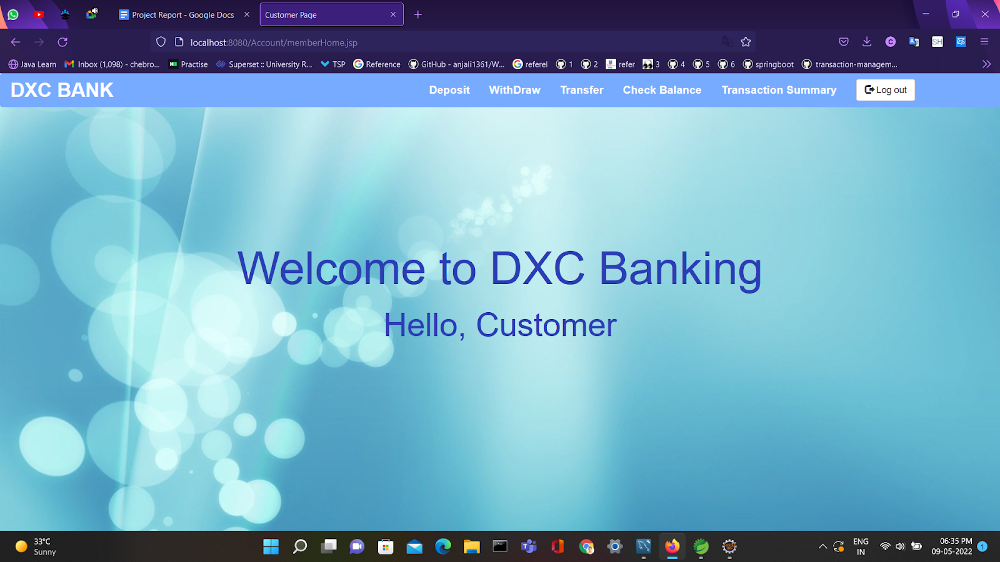 Project Report - Google Docs
Customer Page
localhost:8080/Account/memberHome.jsp
Java Learn
Inbox (1,098) - chebro...
Practise
Superset :: University R...
TSP
Reference
GitHub - anjali1361/W...
referel
1
2
refer
3
4
5
6
springboot
transaction-managem...
DXC BANK
Deposit
WithDraw
Transfer
Check Balance
Transaction Summary
Log out
Welcome to DXC Banking
Hello, Customer
33°C
Sunny
ENG
IN
06:35 PM
09-05-2022
1